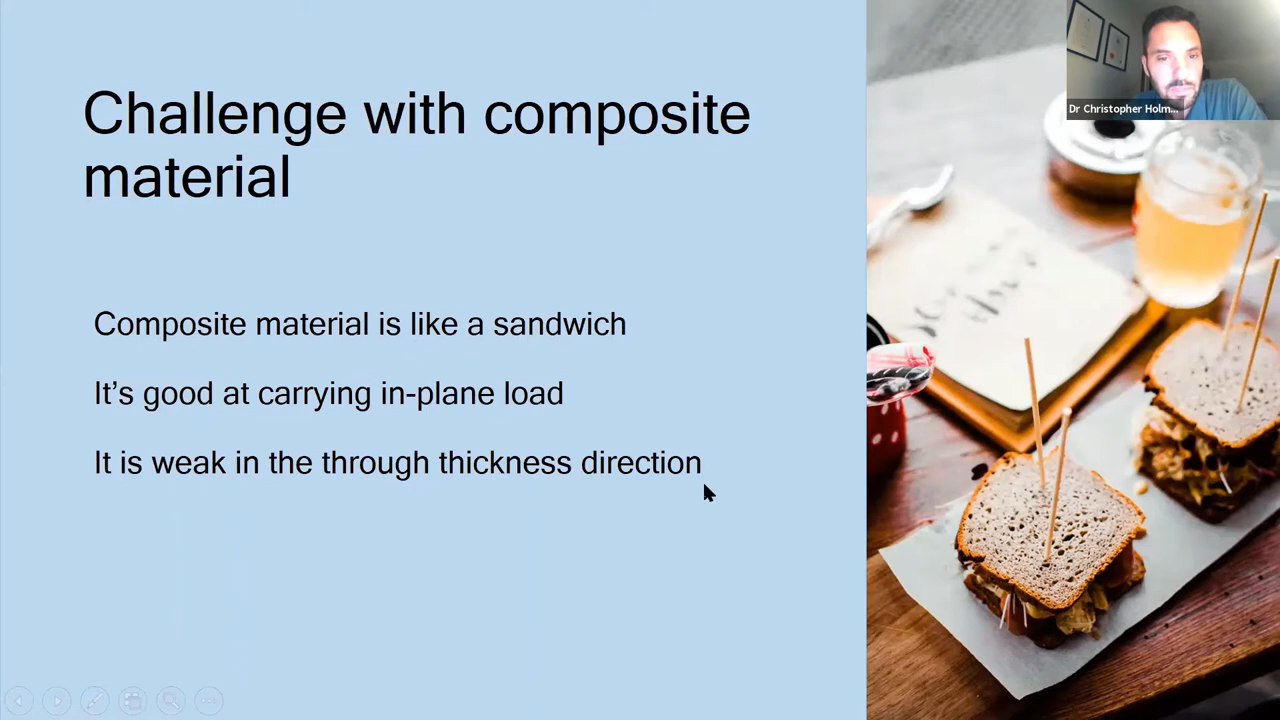 Challenge with composite
material
Composite material is like a sandwich
It’s good at carrying in-plane load
It is weak in the through thickness direction
Dr Christopher Holm...